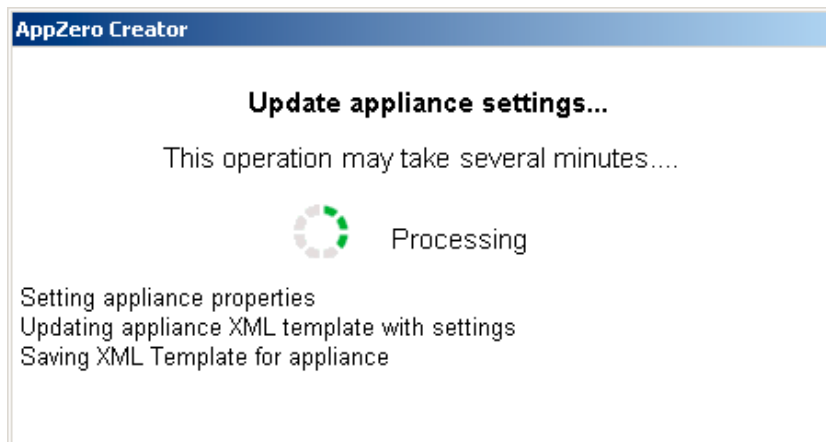 AppZero Creator
Update appliance settings...
This operation may take several minutes....
Processing
Setting appliance properties
Updating appliance XML template with settings
Saving XML Template for appliance